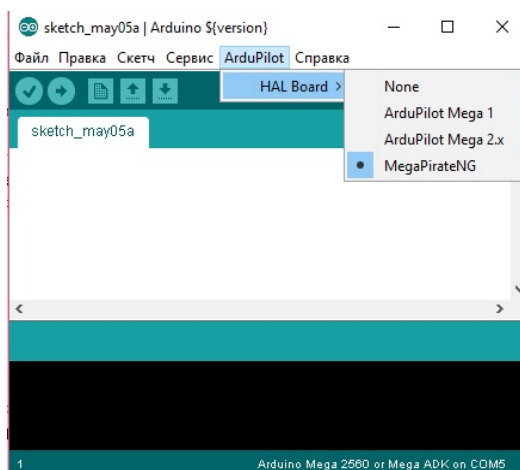 sketch_may05a | Arduino ${version}
Файл Правка Скетч Сервис ArduPilot Справка
HAL Board
None
ArduPilot Mega 1
ArduPilot Mega 2.x
MegaPirateNG
sketch_may05a
1 Arduino Mega 2560 or Mega ADK on COM5